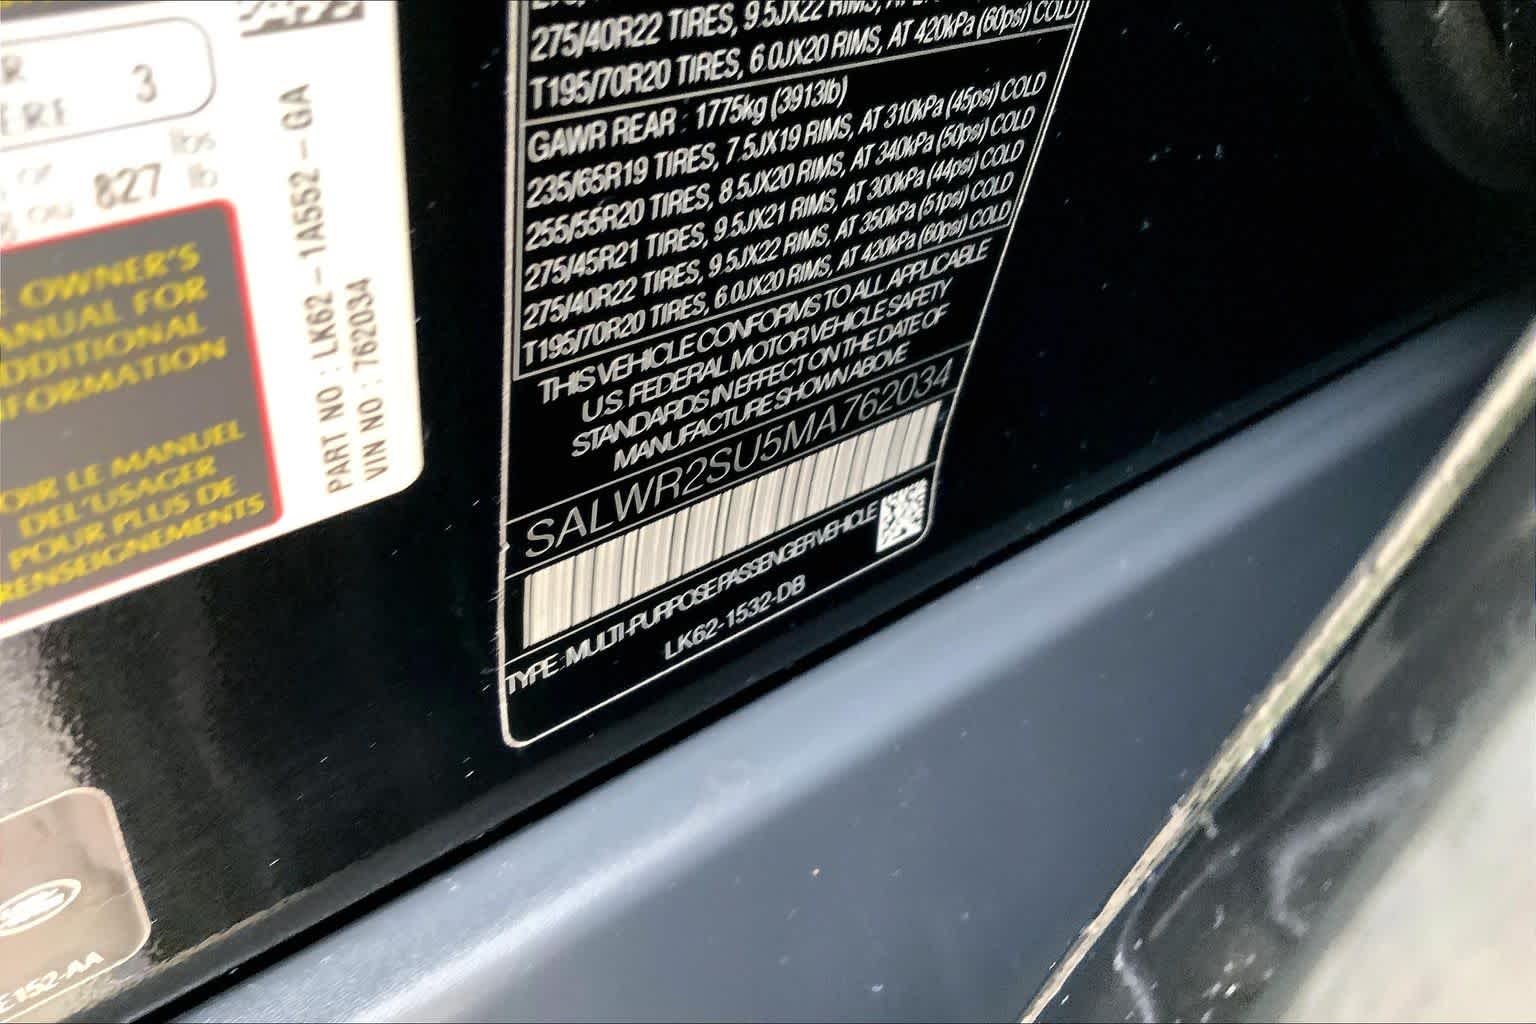 3
lbs
827 lb
OWNER'S
MANUAL FOR
ADDITIONAL
INFORMATION
VOIR LE MANUEL
DE L'USAGER
POUR PLUS DE
RENSEIGNEMENTS
PART NO : LK62 - 1A552 - GA
VIN NO : 762034
275/40R22 TIRES, 9.5JX22 RIMS,
T195/70R20 TIRES, 6.0JX20 RIMS, AT 420kPa (60psi) COLD
GAWR REAR : 1775kg (3913lb)
235/65R19 TIRES, 7.5JX19 RIMS, AT 310kPa (45psi) COLD
255/55R20 TIRES, 8.5JX20 RIMS, AT 340kPa (50psi) COLD
275/45R21 TIRES, 9.5JX21 RIMS, AT 300kPa (44psi) COLD
275/40R22 TIRES, 9.5JX22 RIMS, AT 350kPa (51psi) COLD
T195/70R20 TIRES, 6.0JX20 RIMS, AT 420kPa (60psi) COLD
THIS VEHICLE CONFORMS TO ALL APPLICABLE
U.S. FEDERAL MOTOR VEHICLE SAFETY
STANDARDS IN EFFECT ON THE DATE OF
MANUFACTURE SHOWN ABOVE
SALWR2SU5MA762034
TYPE : MULTI-PURPOSE PASSENGER VEHICLE
LK62-1532-DB
E152-AA